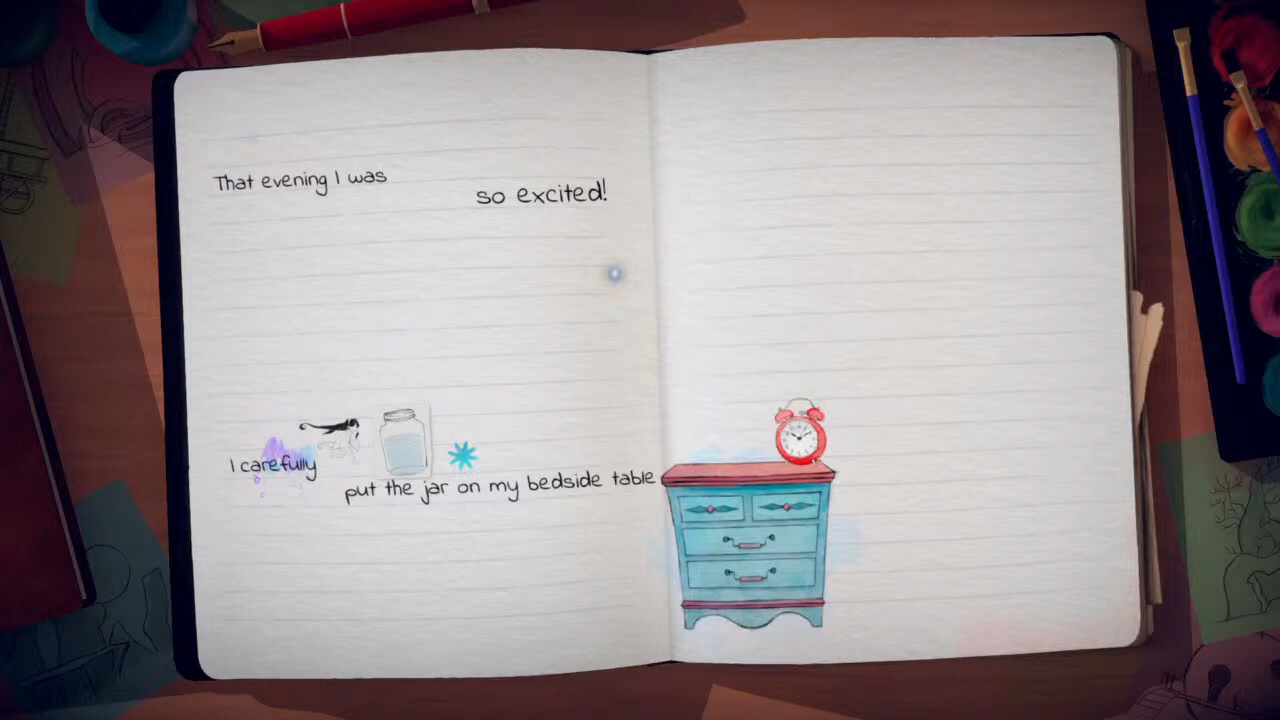 That evening I was
so excited!
I carefully
put the jar on my bedside table